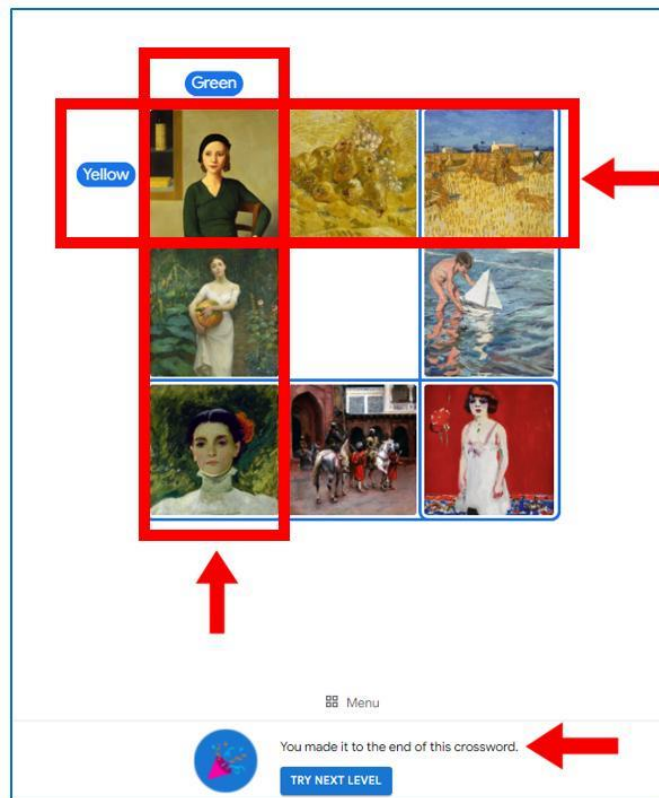 Green
Yellow
Menu
You made it to the end of this crossword.
TRY NEXT LEVEL